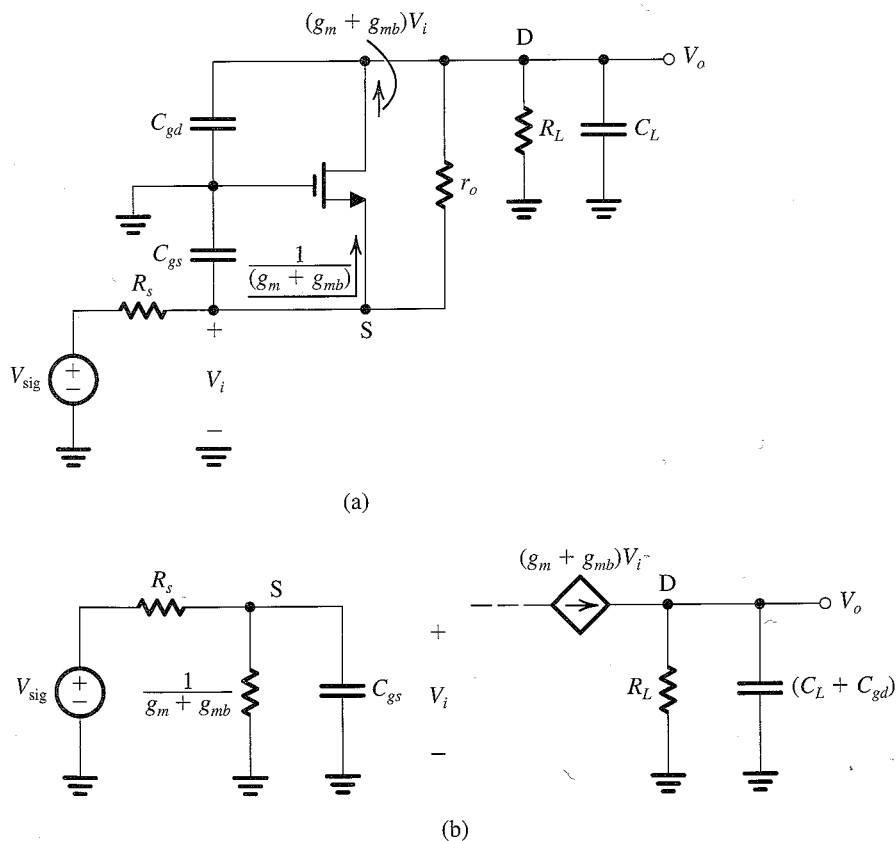 (g_m + g_mb)V_i
D
V_o
C_gd
R_L
C_L
r_o
C_gs
1
(g_m + g_mb)
R_s
+
S
V_sig
+
−
V_i
−
(a)
(g_m + g_mb)V_i
R_s
S
D
V_o
+
V_sig
+
−
1
g_m + g_mb
C_gs
V_i
R_L
(C_L + C_gd)
−
(b)